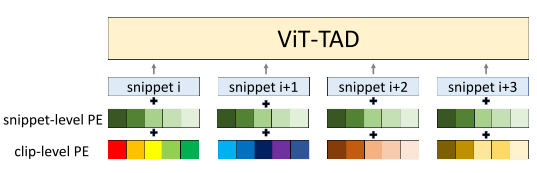 ViT-TAD
snippet i
snippet i+1
snippet i+2
snippet i+3
snippet-level PE
clip-level PE